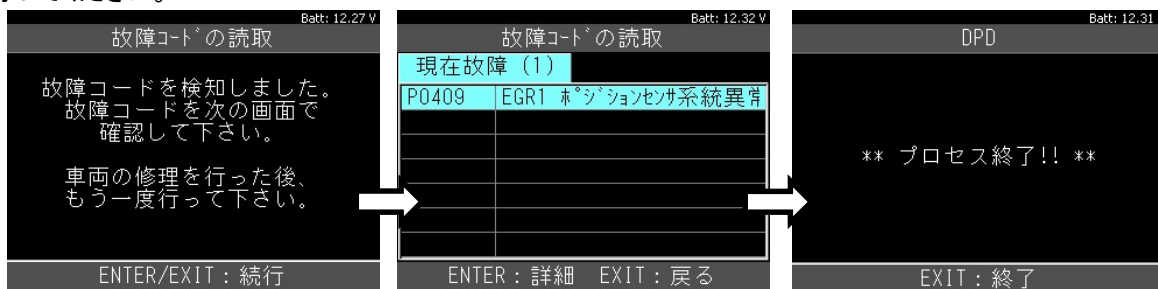 Batt: 12.27 V
故障ｺｰﾄﾞの読取
故障コードを検知しました。
故障コードを次の画面で
確認して下さい。
車両の修理を行った後、
もう一度行って下さい。
ENTER/EXIT：続行
Batt: 12.32 V
故障ｺｰﾄﾞの読取
現在故障 (1)
P0409 EGR1 ﾎﾟｼﾞｼｮﾝｾﾝｻ系統異常
ENTER：詳細 EXIT：戻る
Batt: 12.31
DPD
** プロセス終了!! **
EXIT：終了